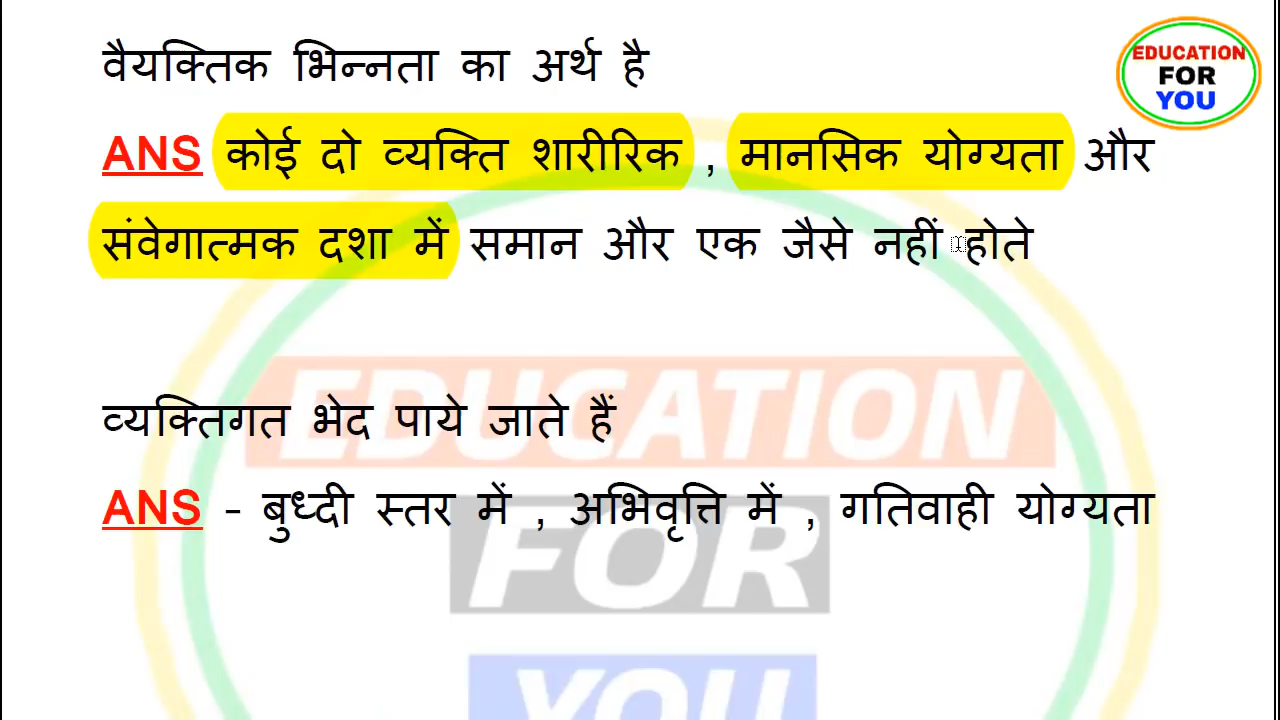 वैयक्तिक भिन्नता का अर्थ है
EDUCATION
FOR
YOU
ANS कोई दो व्यक्ति शारीरिक , मानसिक योग्यता और
संवेगात्मक दशा में समान और एक जैसे नहीं होते
व्यक्तिगत भेद पाये जाते हैं
ANS - बुध्दी स्तर में , अभिवृत्ति में , गतिवाही योग्यता
EDUCATION
FOR
YOU